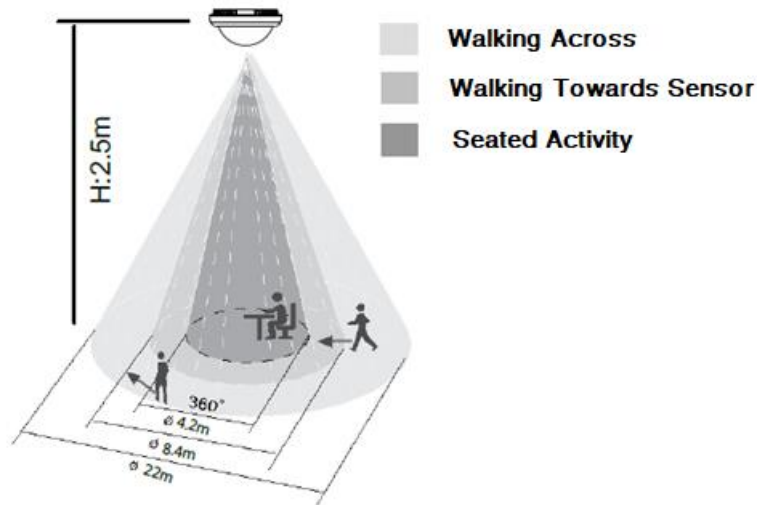 Walking Across
Walking Towards Sensor
Seated Activity
H:2.5m
360°
ø 4.2m
ø 8.4m
ø 22m